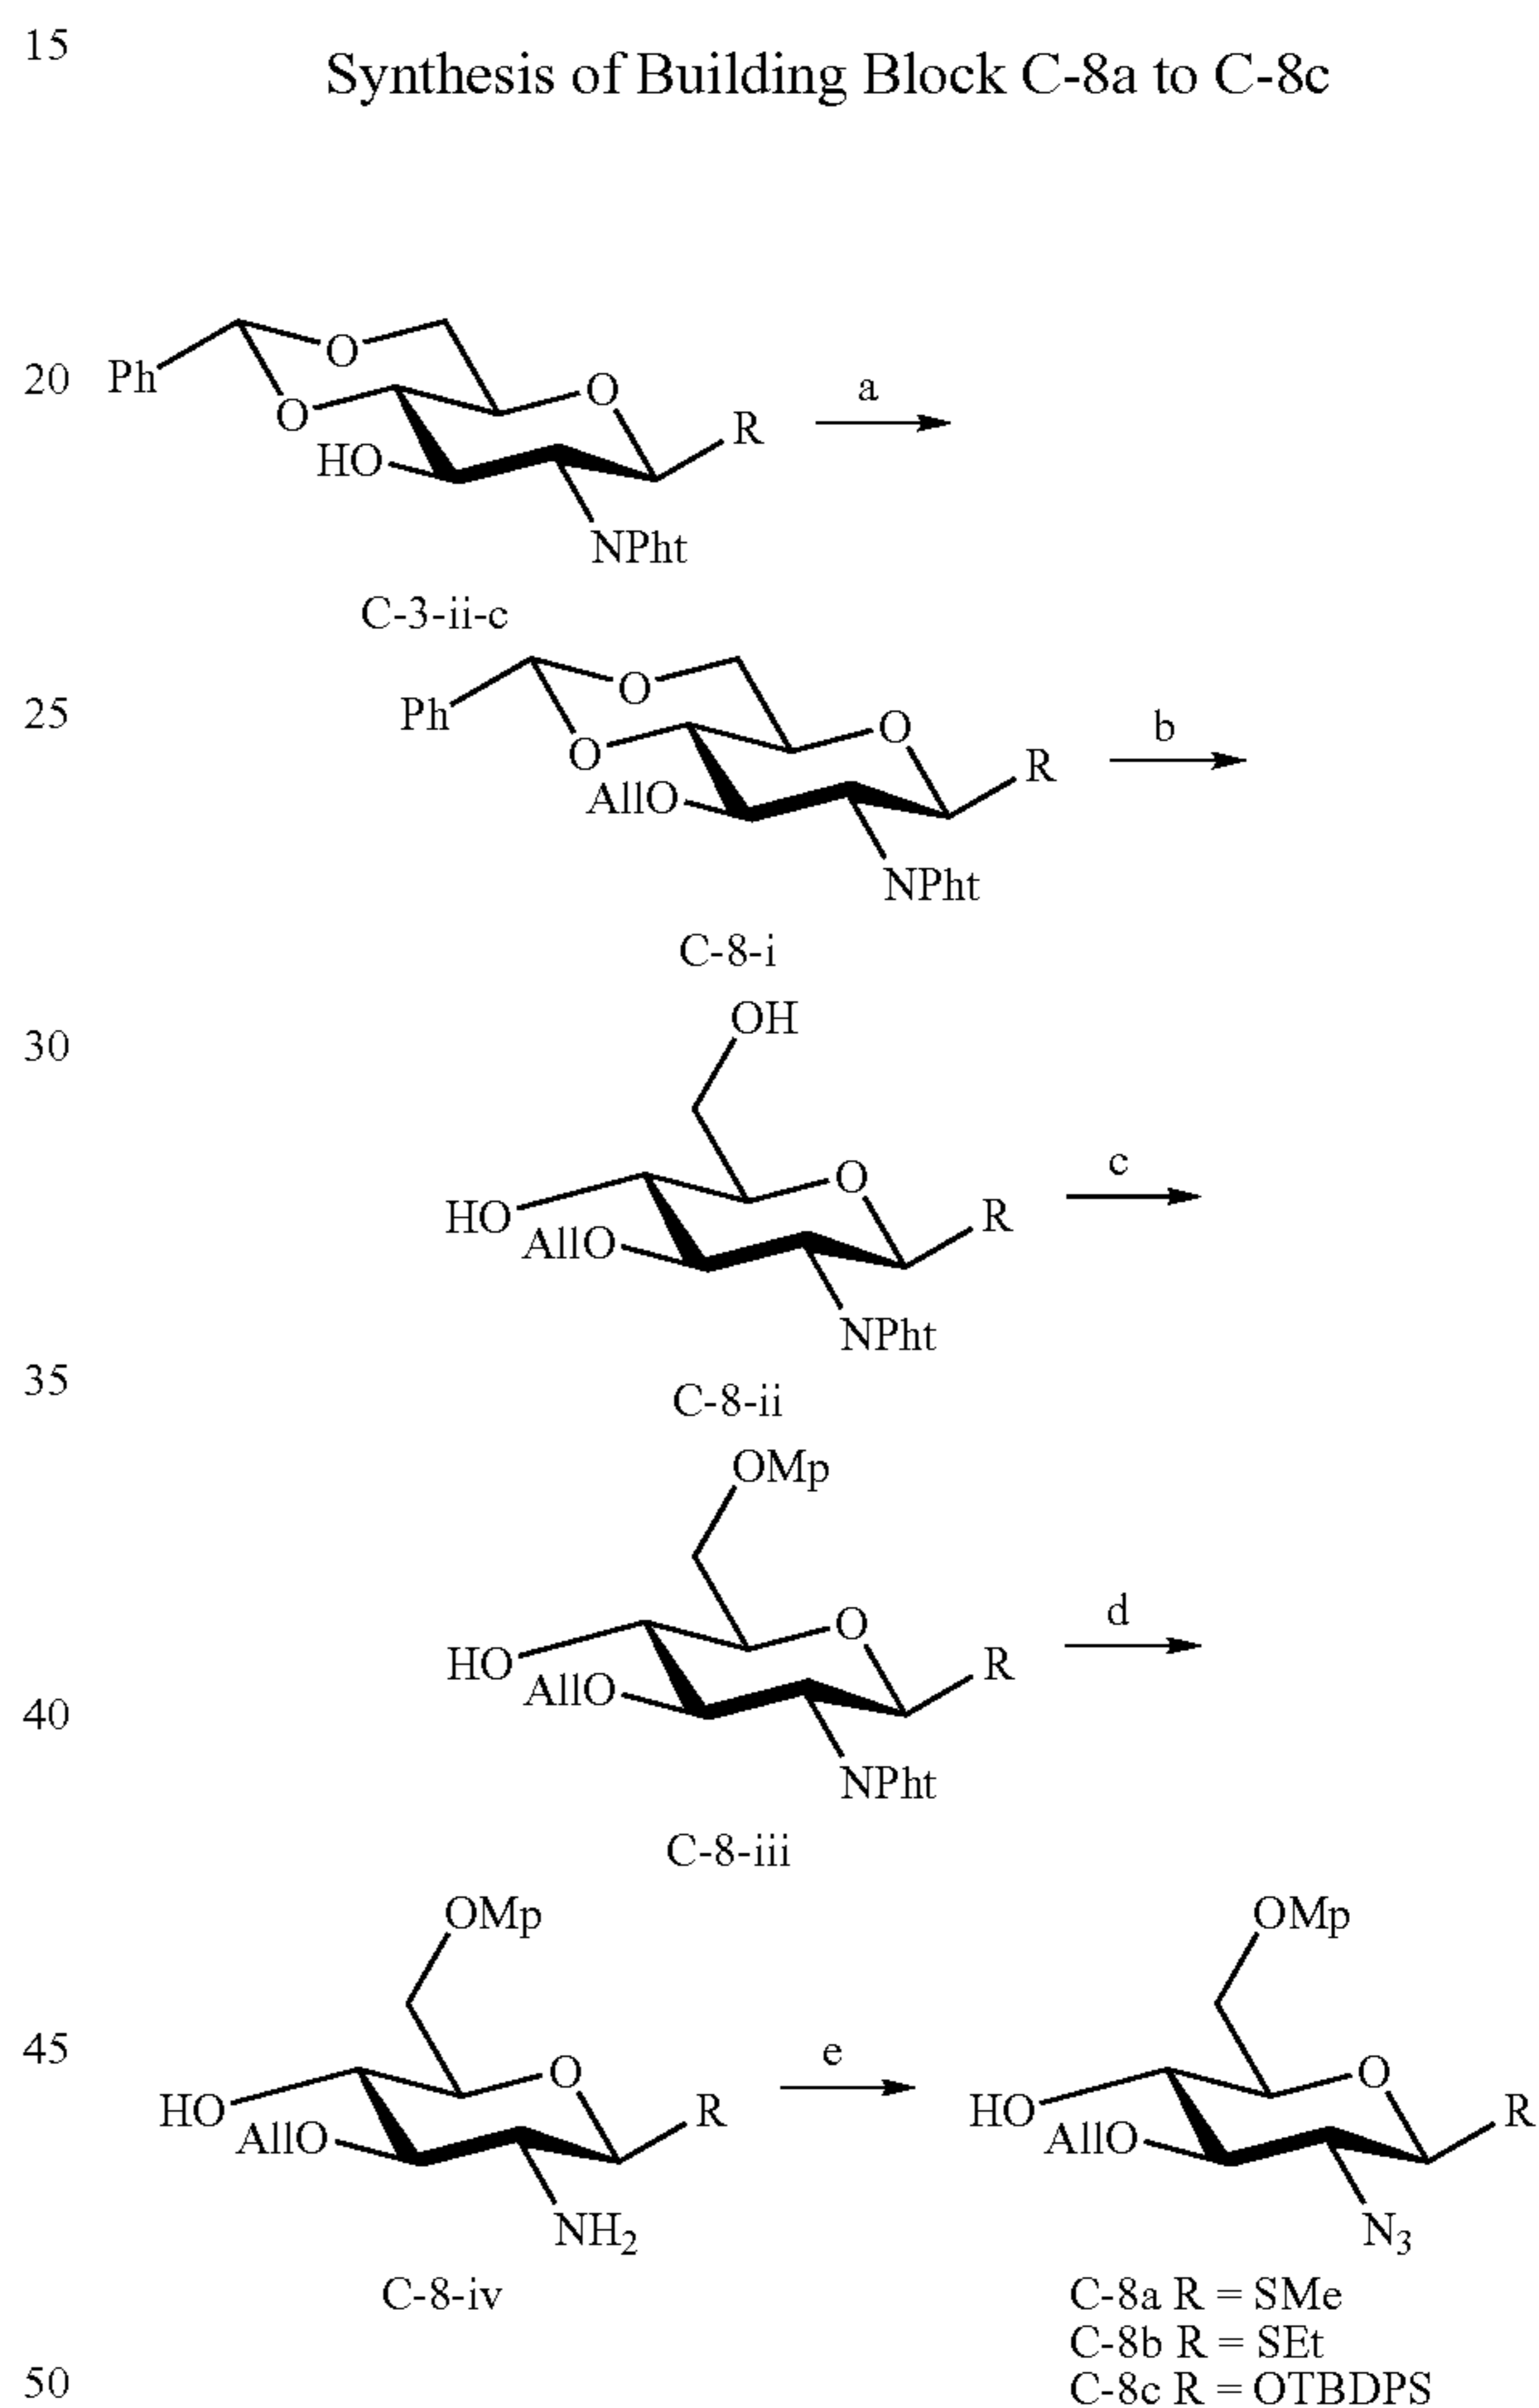 15
Synthesis of Building Block C-8a to C-8c
20
Ph
O
O
O
HO
R
NPht
a
C-3-ii-c
25
Ph
O
O
O
AllO
R
NPht
b
C-8-i
30
OH
HO
O
AllO
R
NPht
c
35
C-8-ii
OMp
HO
O
AllO
R
NPht
d
40
C-8-iii
45
OMp
HO
O
AllO
R
NH2
e
C-8-iv
OMp
HO
O
AllO
R
N3
C-8a R = SMe
C-8b R = SEt
C-8c R = OTBDPS
50